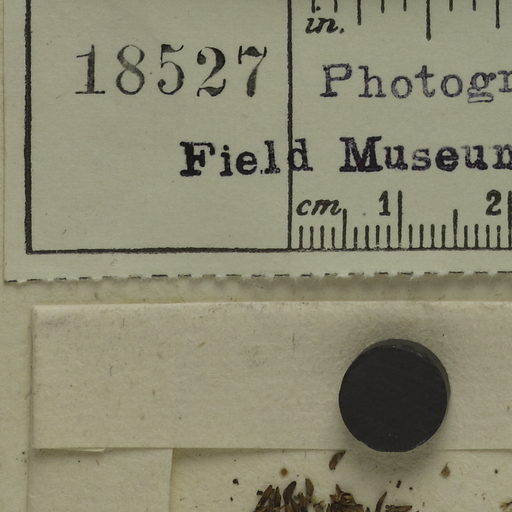 in.
18527
Photogr
Field Museum
cm 1 2